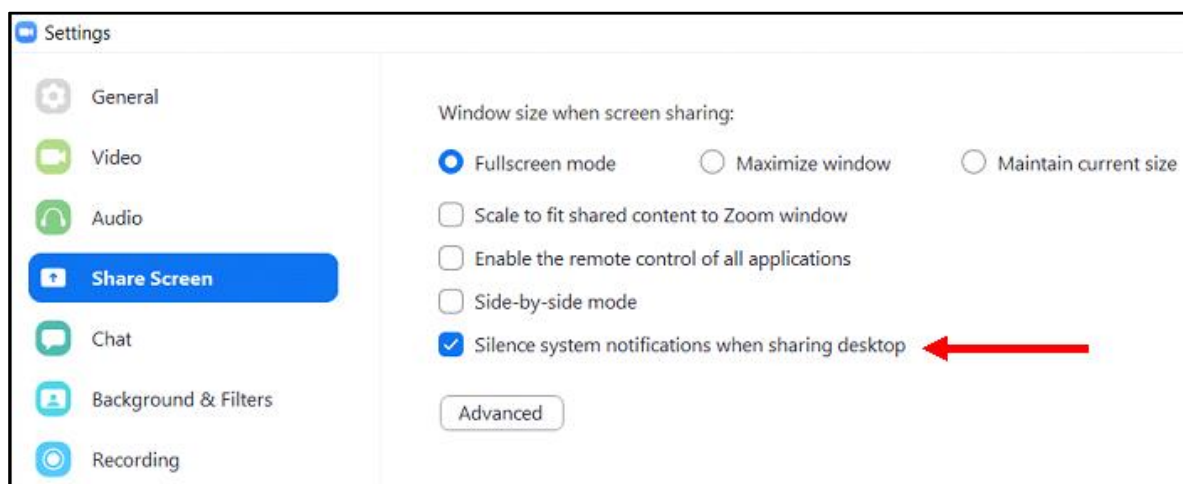 Settings
General
Video
Audio
Share Screen
Chat
Background & Filters
Recording
Window size when screen sharing:
Fullscreen mode Maximize window Maintain current size
Scale to fit shared content to Zoom window
Enable the remote control of all applications
Side-by-side mode
Silence system notifications when sharing desktop
Advanced